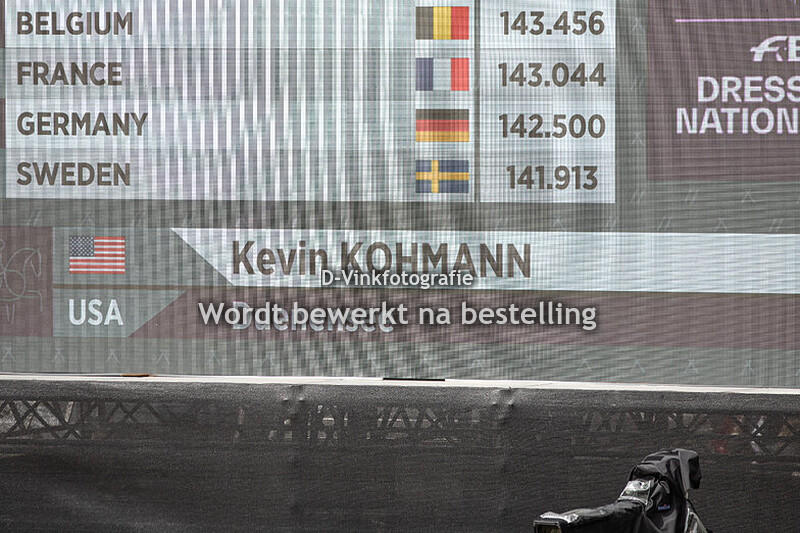 BELGIUM 143.456
FRANCE 143.044
GERMANY 142.500
SWEDEN 141.913
DRESS
NATION
Kevin KOHMANN
D-Vinkfotografie
USA
Wordt bewerkt na bestelling